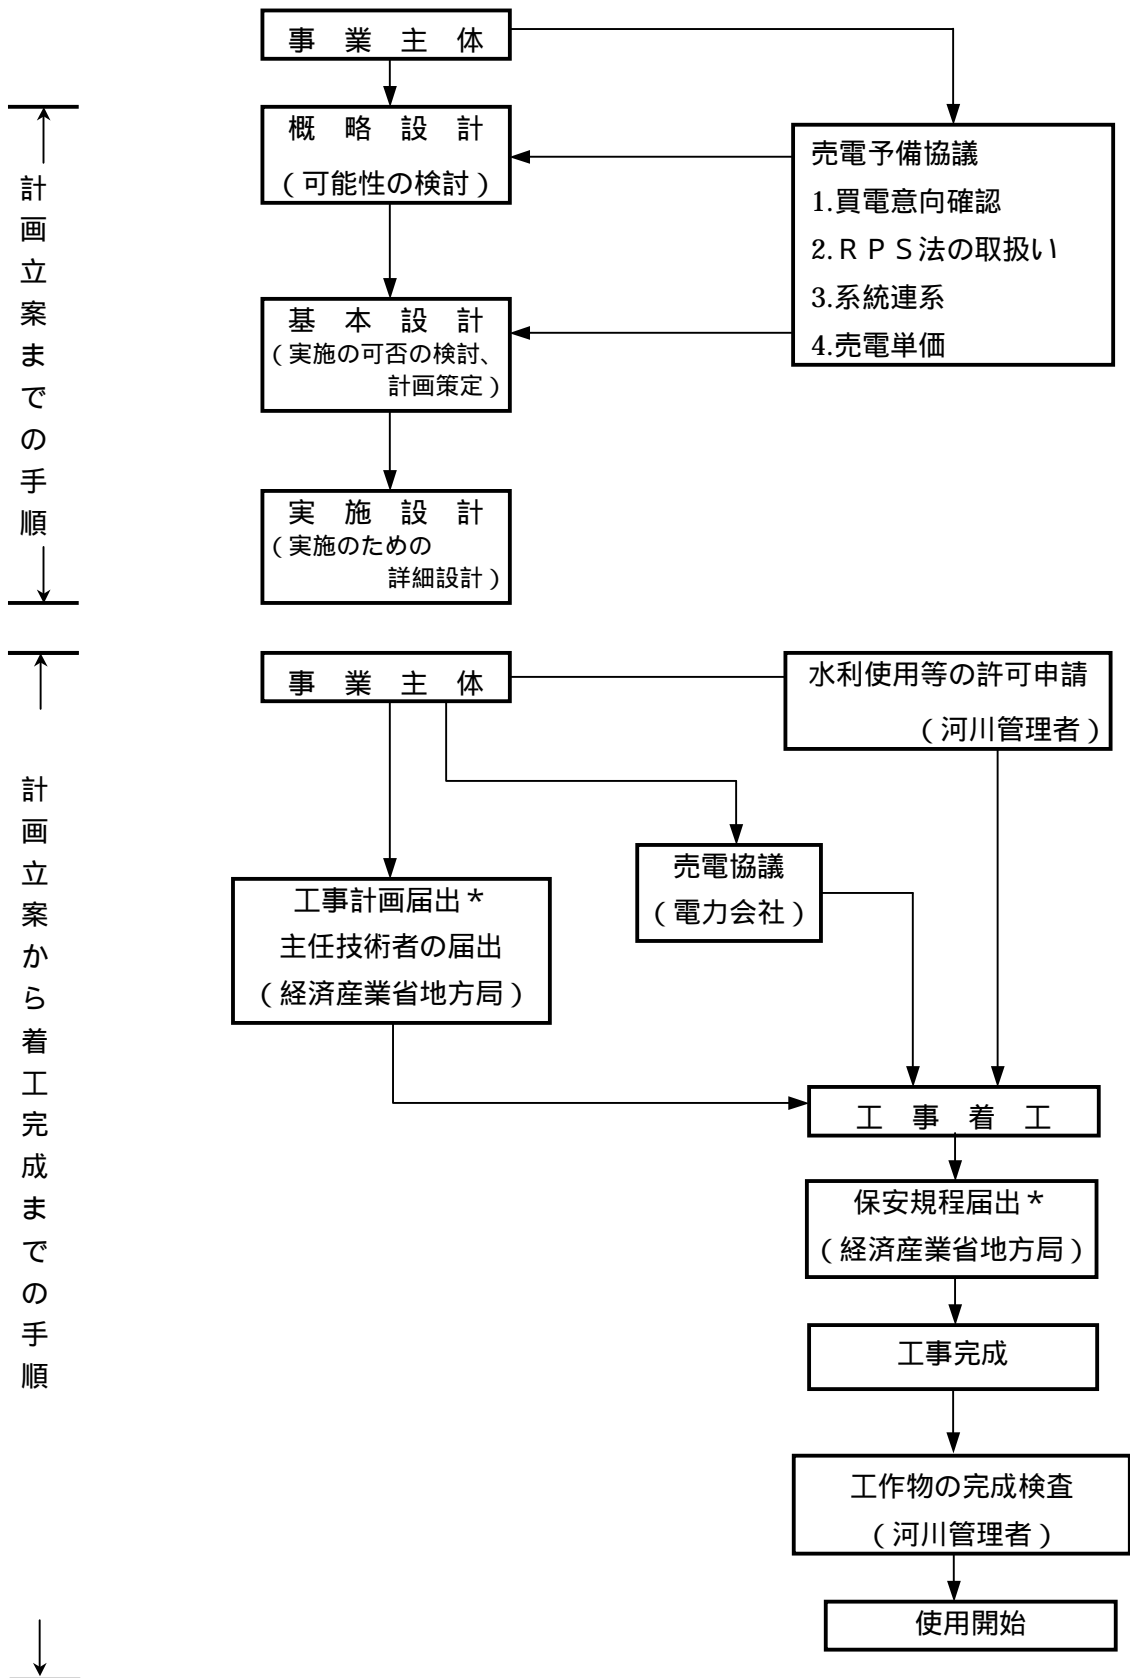 事業主体
概略設計
（可能性の検討）
売電予備協議
1.買電意向確認
2.ＲＰＳ法の取扱い
3.系統連系
4.売電単価
基本設計
（実施の可否の検討、
計画策定）
実施設計
（実施のための
詳細設計）
計画立案までの手順
事業主体
水利使用等の許可申請
（河川管理者）
売電協議
（電力会社）
工事計画届出*
主任技術者の届出
（経済産業省地方局）
工事着工
保安規程届出*
（経済産業省地方局）
工事完成
工作物の完成検査
（河川管理者）
使用開始
計画立案から着工完成までの手順